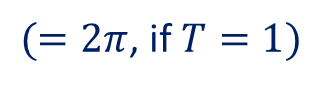 (= 2π, if T = 1)